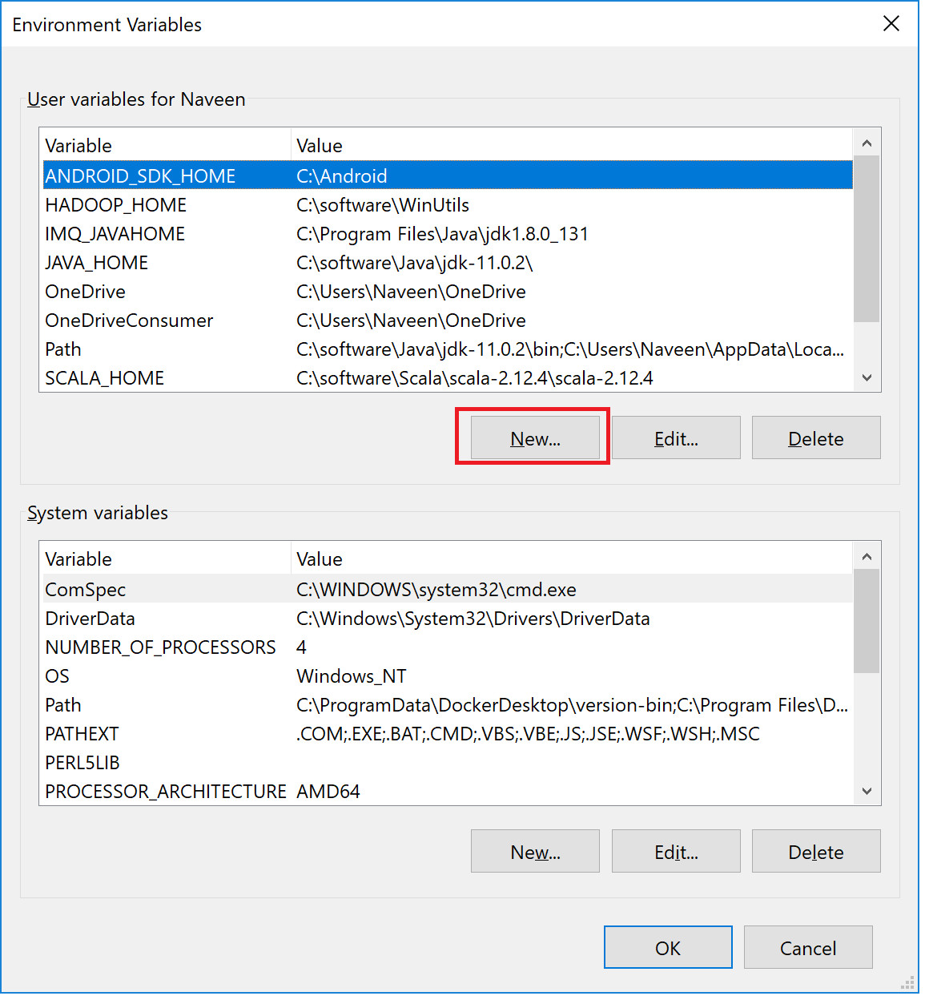 Environment Variables
User variables for Naveen
Variable Value
ANDROID_SDK_HOME C:\Android
HADOOP_HOME C:\software\WinUtils
IMQ_JAVAHOME C:\Program Files\Java\jdk1.8.0_131
JAVA_HOME C:\software\Java\jdk-11.0.2\
OneDrive C:\Users\Naveen\OneDrive
OneDriveConsumer C:\Users\Naveen\OneDrive
Path C:\software\Java\jdk-11.0.2\bin;C:\Users\Naveen\AppData\Loca...
SCALA_HOME C:\software\Scala\scala-2.12.4\scala-2.12.4
New... Edit... Delete
System variables
Variable Value
ComSpec C:\WINDOWS\system32\cmd.exe
DriverData C:\Windows\System32\Drivers\DriverData
NUMBER_OF_PROCESSORS 4
OS Windows_NT
Path C:\ProgramData\DockerDesktop\version-bin;C:\Program Files\D...
PATHEXT .COM;.EXE;.BAT;.CMD;.VBS;.VBE;.JS;.JSE;.WSF;.WSH;.MSC
PERL5LIB
PROCESSOR_ARCHITECTURE AMD64
New... Edit... Delete
OK Cancel